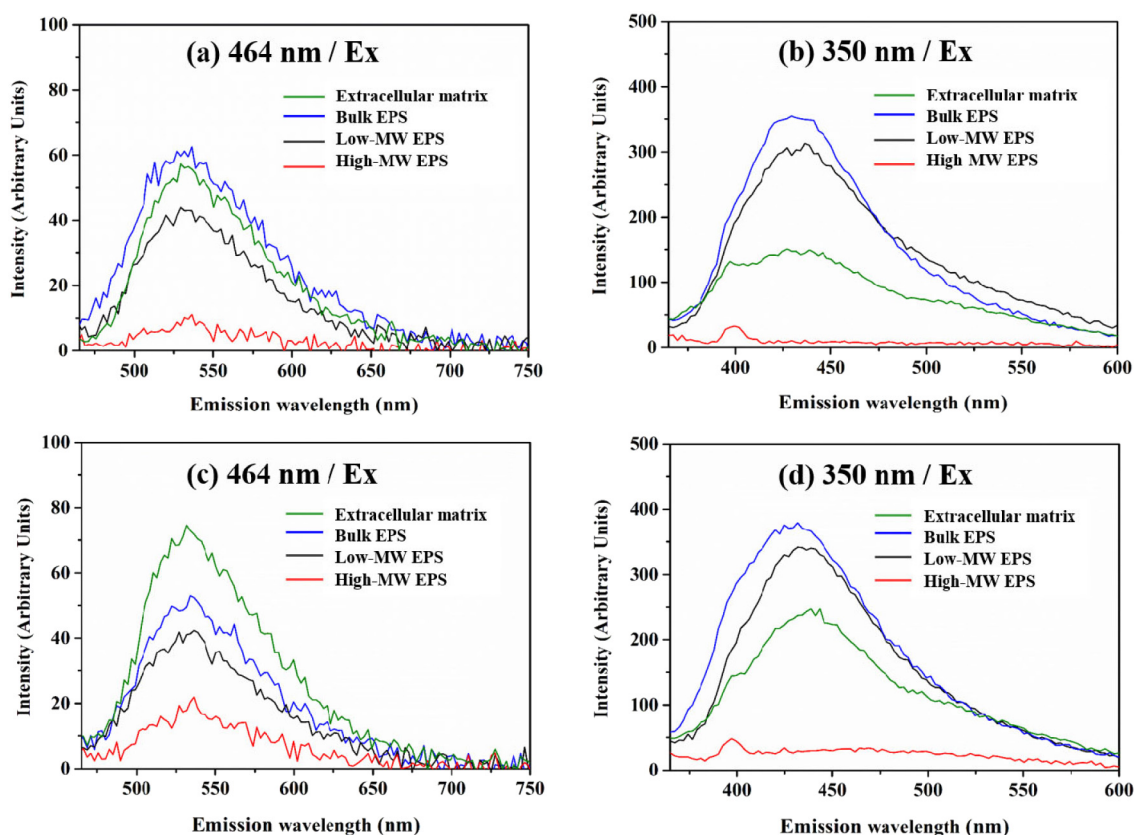 (a) 464 nm / Ex
Extracellular matrix
Bulk EPS
Low-MW EPS
High-MW EPS
Intensity (Arbitrary Units)
100
80
60
40
20
0
500 550 600 650 700 750
Emission wavelength (nm)
(b) 350 nm / Ex
Extracellular matrix
Bulk EPS
Low-MW EPS
High-MW EPS
Intensity (Arbitrary Units)
500
400
300
200
100
0
400 450 500 550 600
Emission wavelength (nm)
(c) 464 nm / Ex
Extracellular matrix
Bulk EPS
Low-MW EPS
High-MW EPS
Intensity (Arbitrary Units)
100
80
60
40
20
0
500 550 600 650 700 750
Emission wavelength (nm)
(d) 350 nm / Ex
Extracellular matrix
Bulk EPS
Low-MW EPS
High-MW EPS
Intensity (Arbitrary Units)
500
400
300
200
100
0
400 450 500 550 600
Emission wavelength (nm)